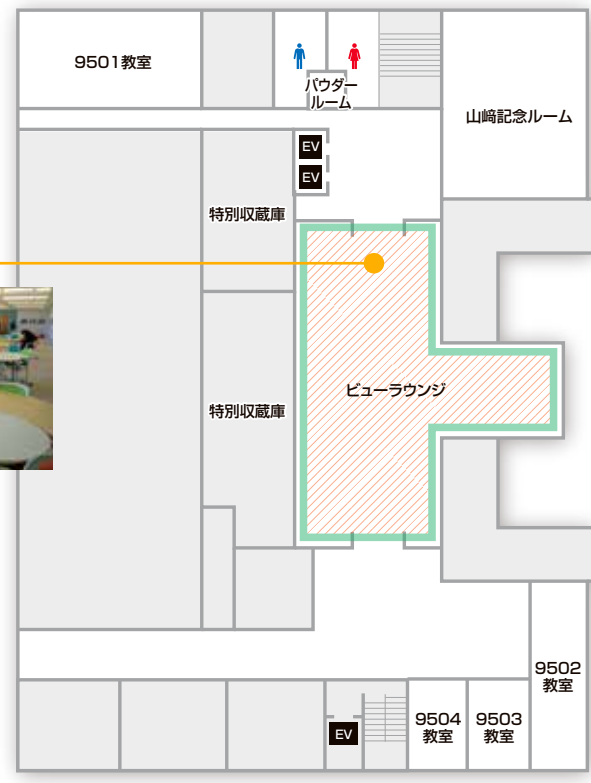 9501教室
パウダー
ルーム
山﨑記念ルーム
EV
EV
特別収蔵庫
ビューラウンジ
特別収蔵庫
9502
教室
9504
教室
9503
教室
EV